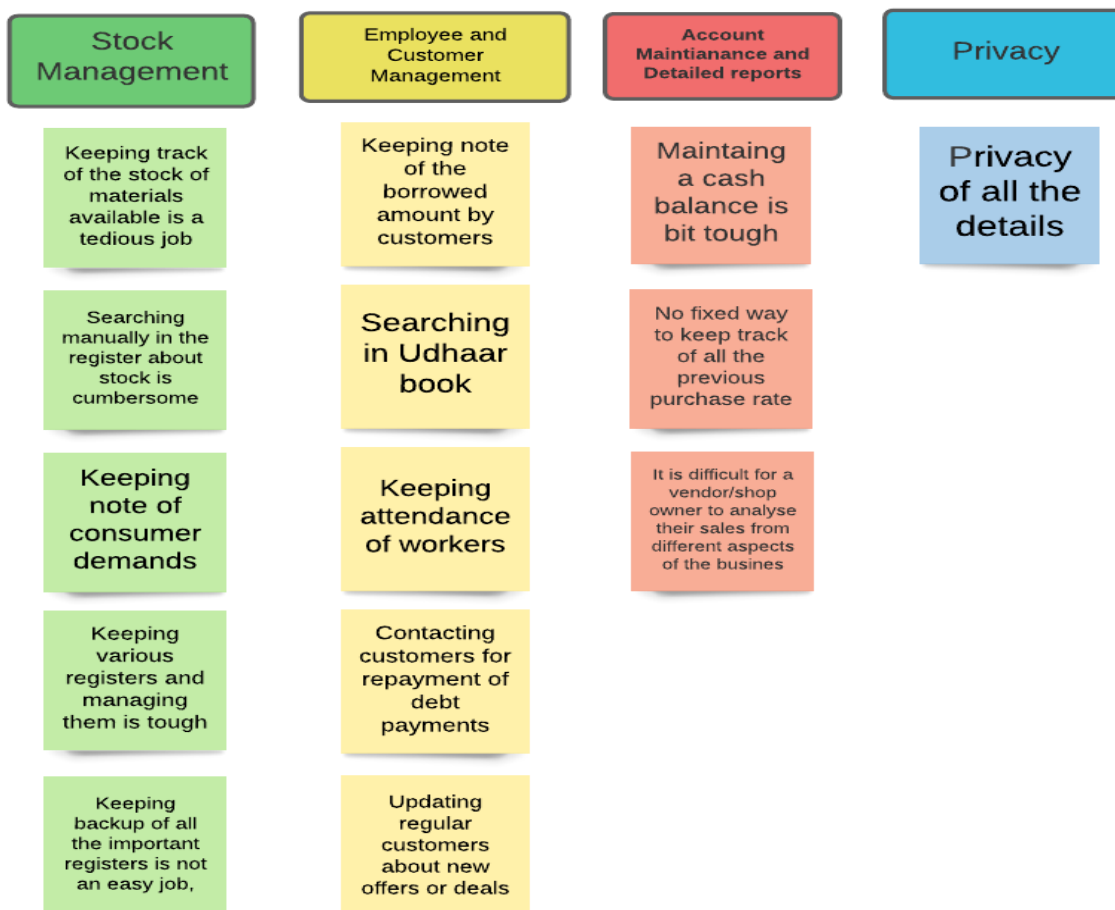 Stock
Management
Keeping track
of the stock of
materials
available is a
tedious job
Searching
manually in the
register about
stock is
cumbersome
Keeping
note of
consumer
demands
Keeping
various
registers and
managing
them is tough
Keeping
backup of all
the important
registers is not
an easy job,
Employee and
Customer
Management
Keeping note
of the
borrowed
amount by
customers
Searching
in Udhaar
book
Keeping
attendance
of workers
Contacting
customers for
repayment of
debt
payments
Updating
regular
customers
about new
offers or deals
Account
Maintianance and
Detailed reports
Maintaing
a cash
balance is
bit tough
No fixed way
to keep track
of all the
previous
purchase rate
It is difficult for a
vendor/shop
owner to analyse
their sales from
different aspects
of the busines
Privacy
Privacy
of all the
details